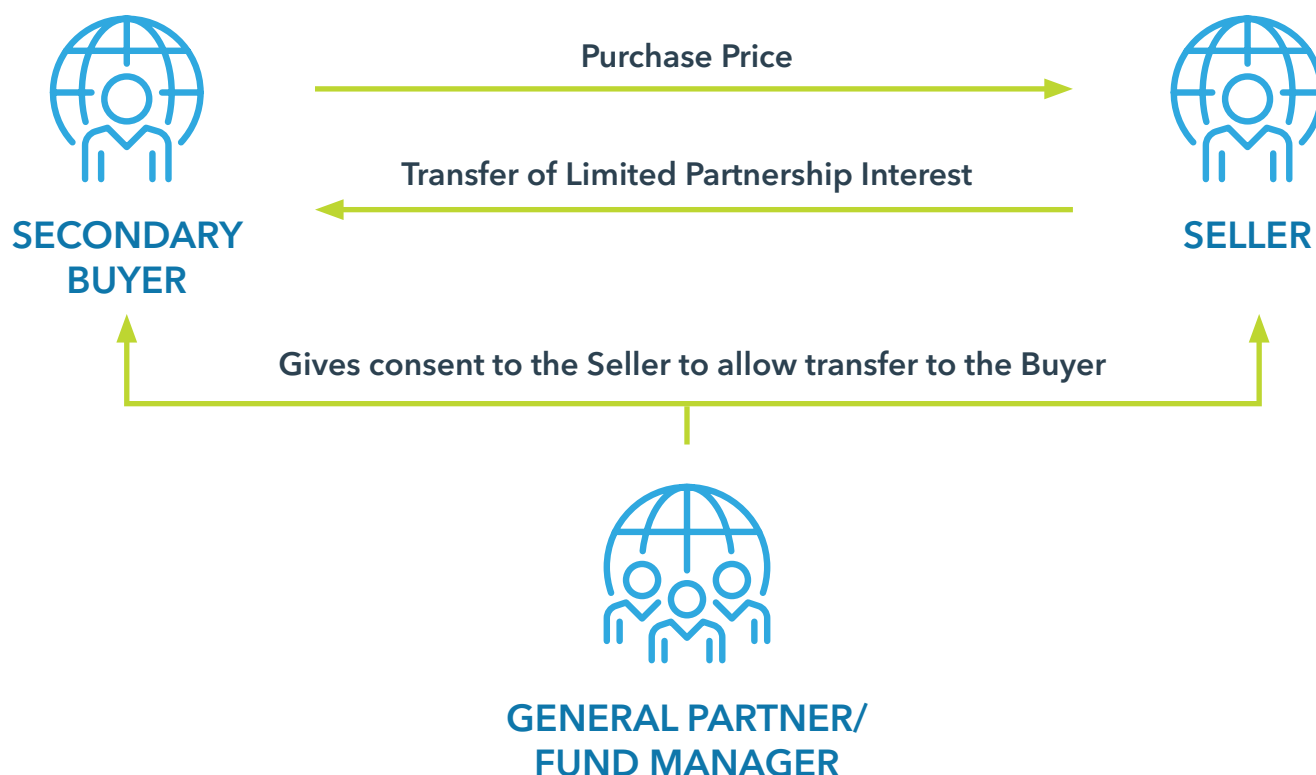 Purchase Price
Transfer of Limited Partnership Interest
SECONDARY
BUYER
SELLER
Gives consent to the Seller to allow transfer to the Buyer
GENERAL PARTNER/
FUND MANAGER